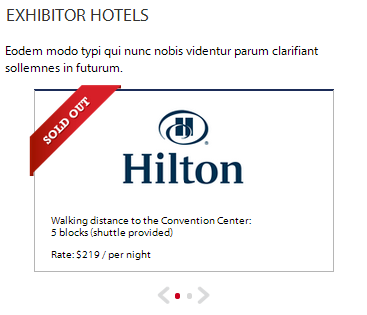 EXHIBITOR HOTELS
Eodem modo typi qui nunc nobis videntur parum clarifiant
sollemnes in futurum.
SOLD OUT
H
Hilton
Walking distance to the Convention Center:
5 blocks (shuttle provided)
Rate: $219 / per night